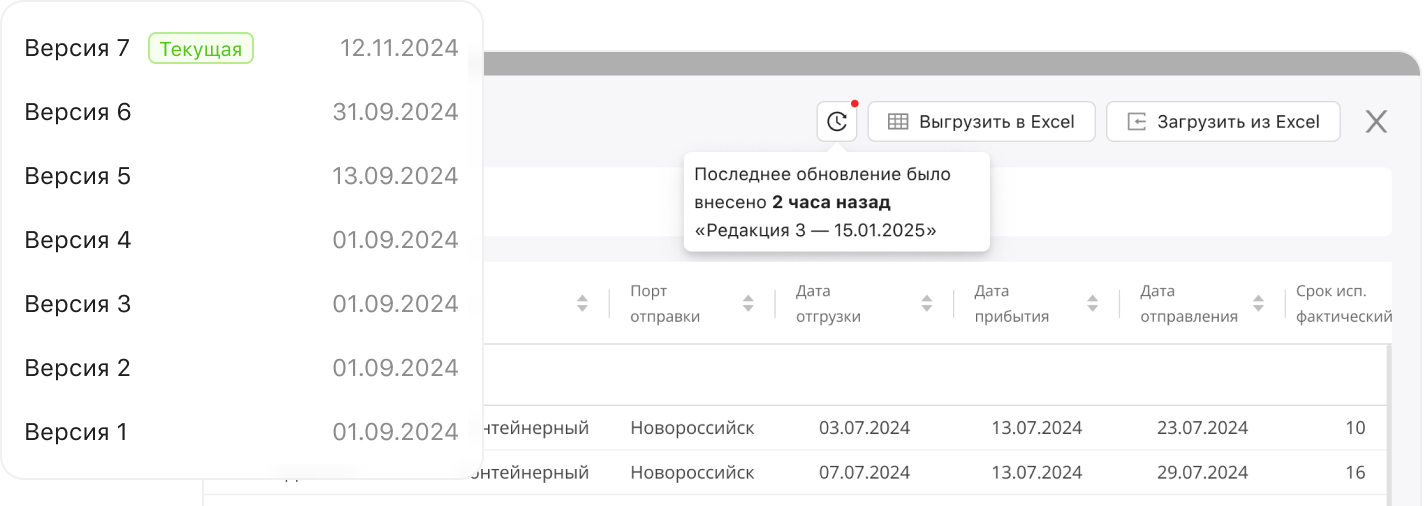 Версия 7 Текущая 12.11.2024
Версия 6 31.09.2024
Версия 5 13.09.2024
Версия 4 01.09.2024
Версия 3 01.09.2024
Версия 2 01.09.2024
Версия 1 01.09.2024
Выгрузить в Excel Загрузить из Excel
Последнее обновление было
внесено 2 часа назад
«Редакция 3 — 15.01.2025»
Порт отправки
Дата отгрузки
Дата прибытия
Дата отправления
Срок исп. фактический
нтейнерный Новороссийск 03.07.2024 13.07.2024 23.07.2024 10
онтейнерный Новороссийск 07.07.2024 13.07.2024 29.07.2024 16